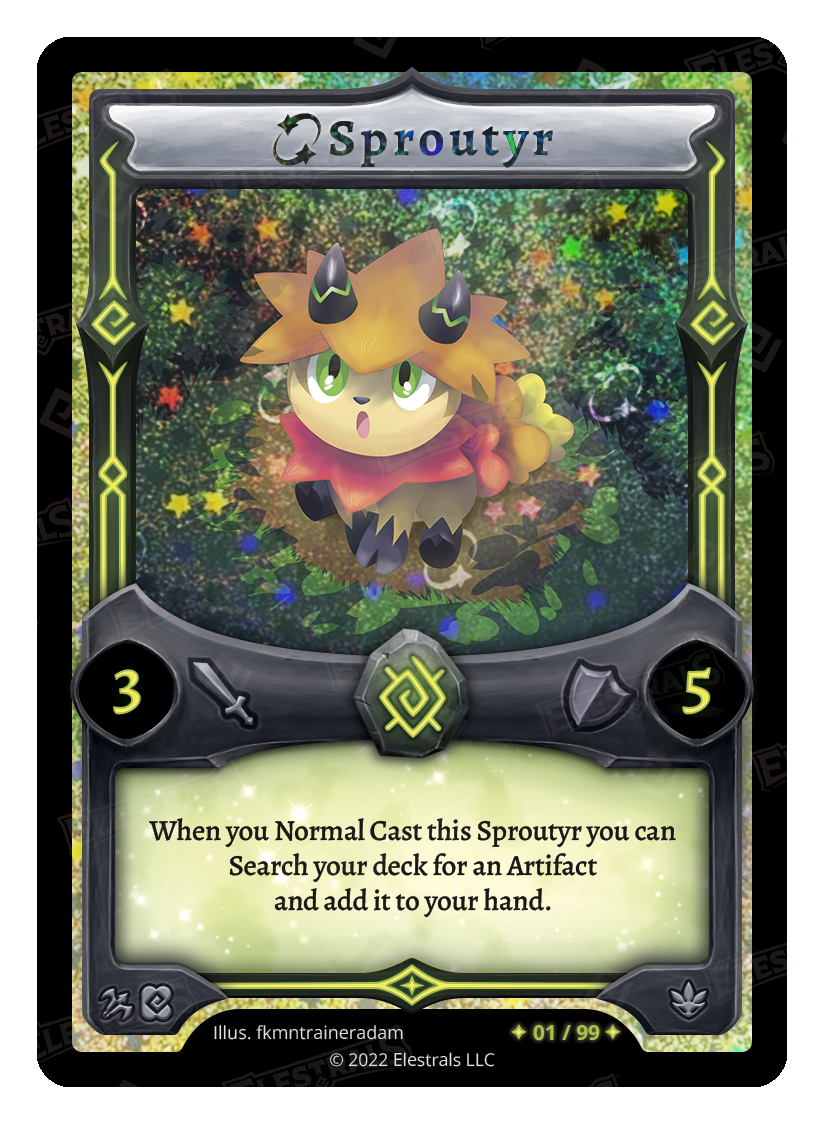 Sproutyr
3
5
When you Normal Cast this Sproutyr you can
Search your deck for an Artifact
and add it to your hand.
Illus. fkmntraineradam
✦ 01 / 99 ✦
© 2022 Elestrals LLC
ELESTRALS